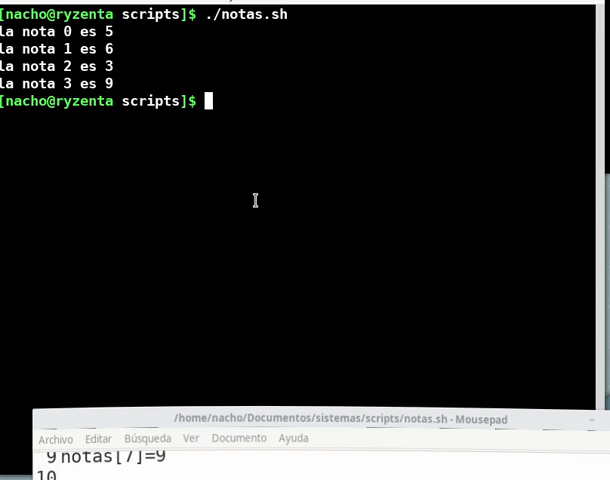 [nacho@ryzenta scripts]$ ./notas.sh
la nota 0 es 5
la nota 1 es 6
la nota 2 es 3
la nota 3 es 9
[nacho@ryzenta scripts]$
/home/nacho/Documentos/sistemas/scripts/notas.sh - Mousepad
Archivo Editar Búsqueda Ver Documento Ayuda
9 notas[7]=9
10